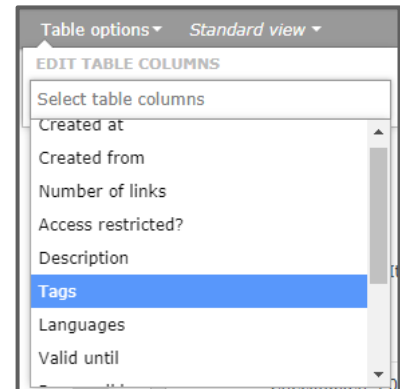 Table options Standard view
EDIT TABLE COLUMNS
Select table columns
Created at
Created from
Number of links
Access restricted?
Description
Tags
Languages
Valid until